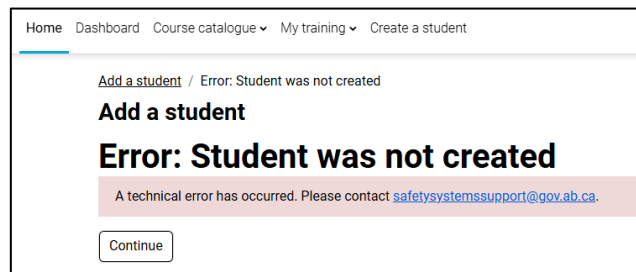 Home Dashboard Course catalogue My training Create a student
Add a student / Error: Student was not created
Add a student
Error: Student was not created
A technical error has occurred. Please contact safetysystemssupport@gov.ab.ca.
Continue